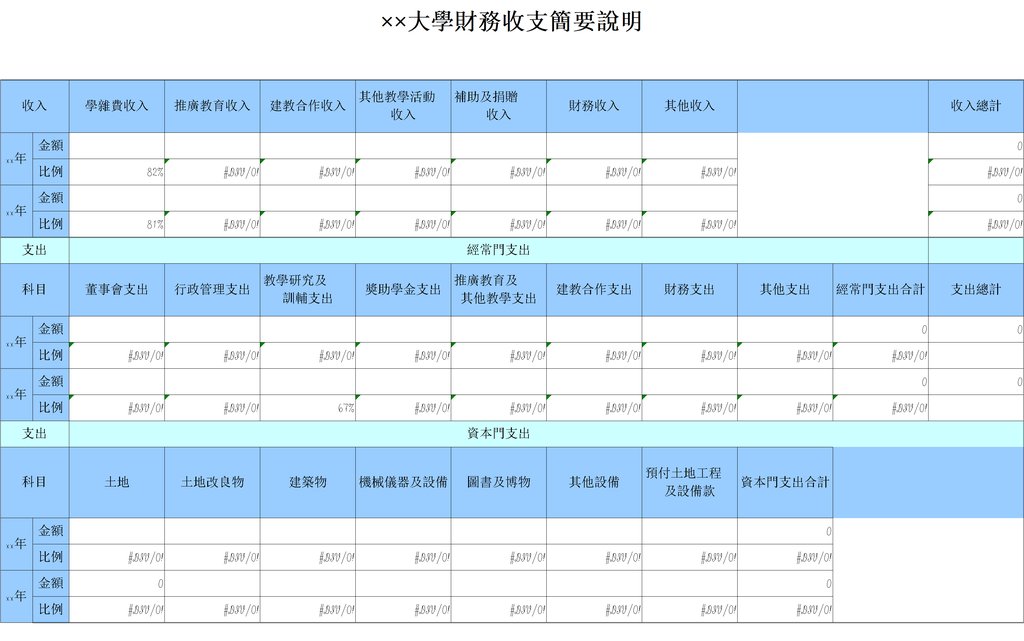 ××大學財務收支簡要說明
收入 學雜費收入 推廣教育收入 建教合作收入 其他教學活動收入 補助及捐贈收入 財務收入 其他收入 收入總計
××年 金額 0
比例 82% #DIV/0! #DIV/0! #DIV/0! #DIV/0! #DIV/0! #DIV/0! #DIV/0!
××年 金額 0
比例 81% #DIV/0! #DIV/0! #DIV/0! #DIV/0! #DIV/0! #DIV/0! #DIV/0!
支出 經常門支出
科目 董事會支出 行政管理支出 教學研究及訓輔支出 獎助學金支出 推廣教育及其他教學支出 建教合作支出 財務支出 其他支出 經常門支出合計 支出總計
××年 金額 0 0
比例 #DIV/0! #DIV/0! #DIV/0! #DIV/0! #DIV/0! #DIV/0! #DIV/0! #DIV/0! #DIV/0!
××年 金額 0 0
比例 #DIV/0! #DIV/0! 67% #DIV/0! #DIV/0! #DIV/0! #DIV/0! #DIV/0! #DIV/0!
支出 資本門支出
科目 土地 土地改良物 建築物 機械儀器及設備 圖書及博物 其他設備 預付土地工程及設備款 資本門支出合計
××年 金額 0
比例 #DIV/0! #DIV/0! #DIV/0! #DIV/0! #DIV/0! #DIV/0! #DIV/0! #DIV/0!
××年 金額 0 0
比例 #DIV/0! #DIV/0! #DIV/0! #DIV/0! #DIV/0! #DIV/0! #DIV/0! #DIV/0!